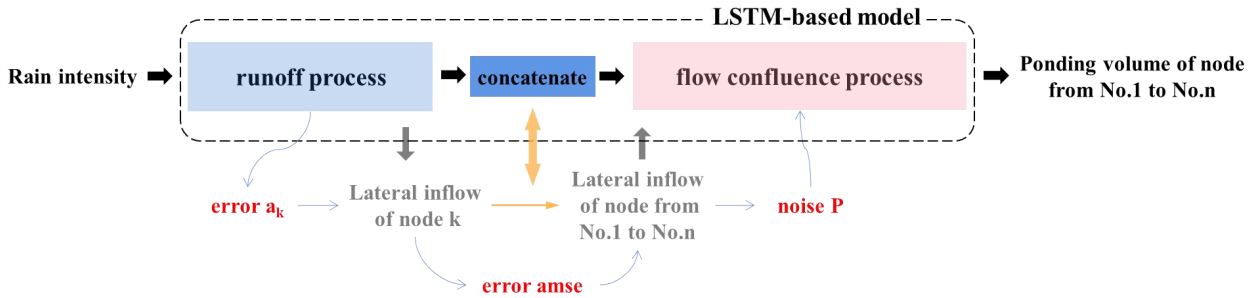 LSTM-based model
Rain intensity
runoff process
concatenate
flow confluence process
Ponding volume of node
from No.1 to No.n
error aₖ
Lateral inflow
of node k
Lateral inflow
of node from
No.1 to No.n
noise P
error amse